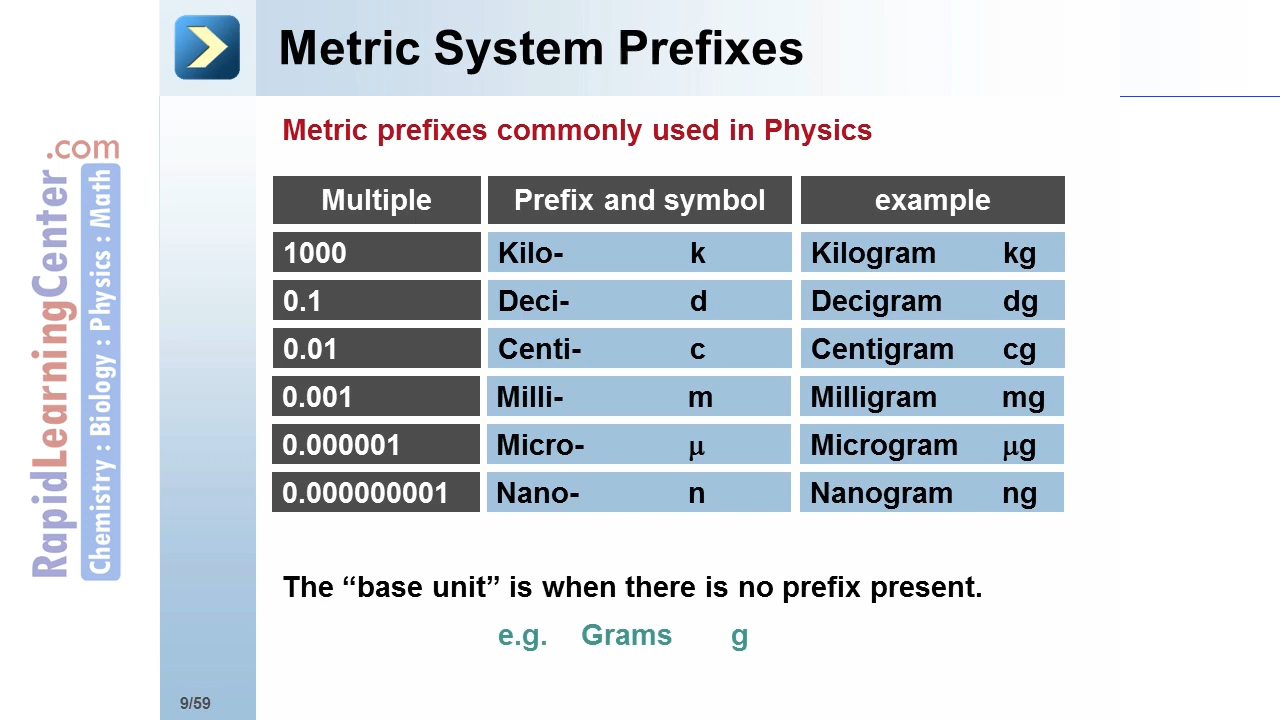 Metric System Prefixes
Metric prefixes commonly used in Physics
Multiple Prefix and symbol example
1000 Kilo- k Kilogram kg
0.1 Deci- d Decigram dg
0.01 Centi- c Centigram cg
0.001 Milli- m Milligram mg
0.000001 Micro- μ Microgram μg
0.000000001 Nano- n Nanogram ng
The “base unit” is when there is no prefix present.
e.g. Grams g
RapidLearningCenter.com
Chemistry : Biology : Physics : Math
9/59